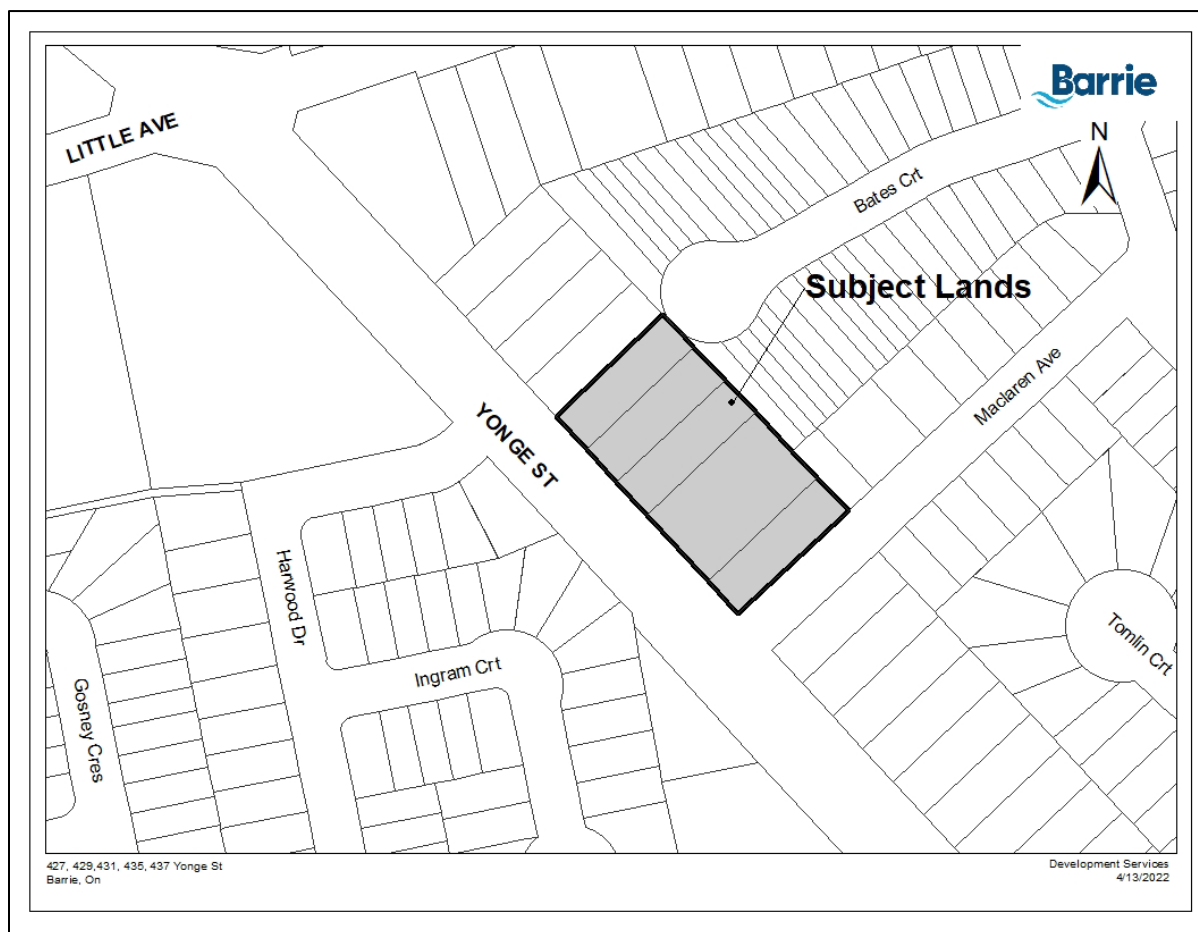 Barrie
N
LITTLE AVE
Bates Crt
Subject Lands
Maclaren Ave
YONGE ST
Harwood Dr
Ingram Crt
Tomlin Crt
Gosney Cres
427, 429,431, 435, 437 Yonge St
Barrie, On
Development Services
4/13/2022